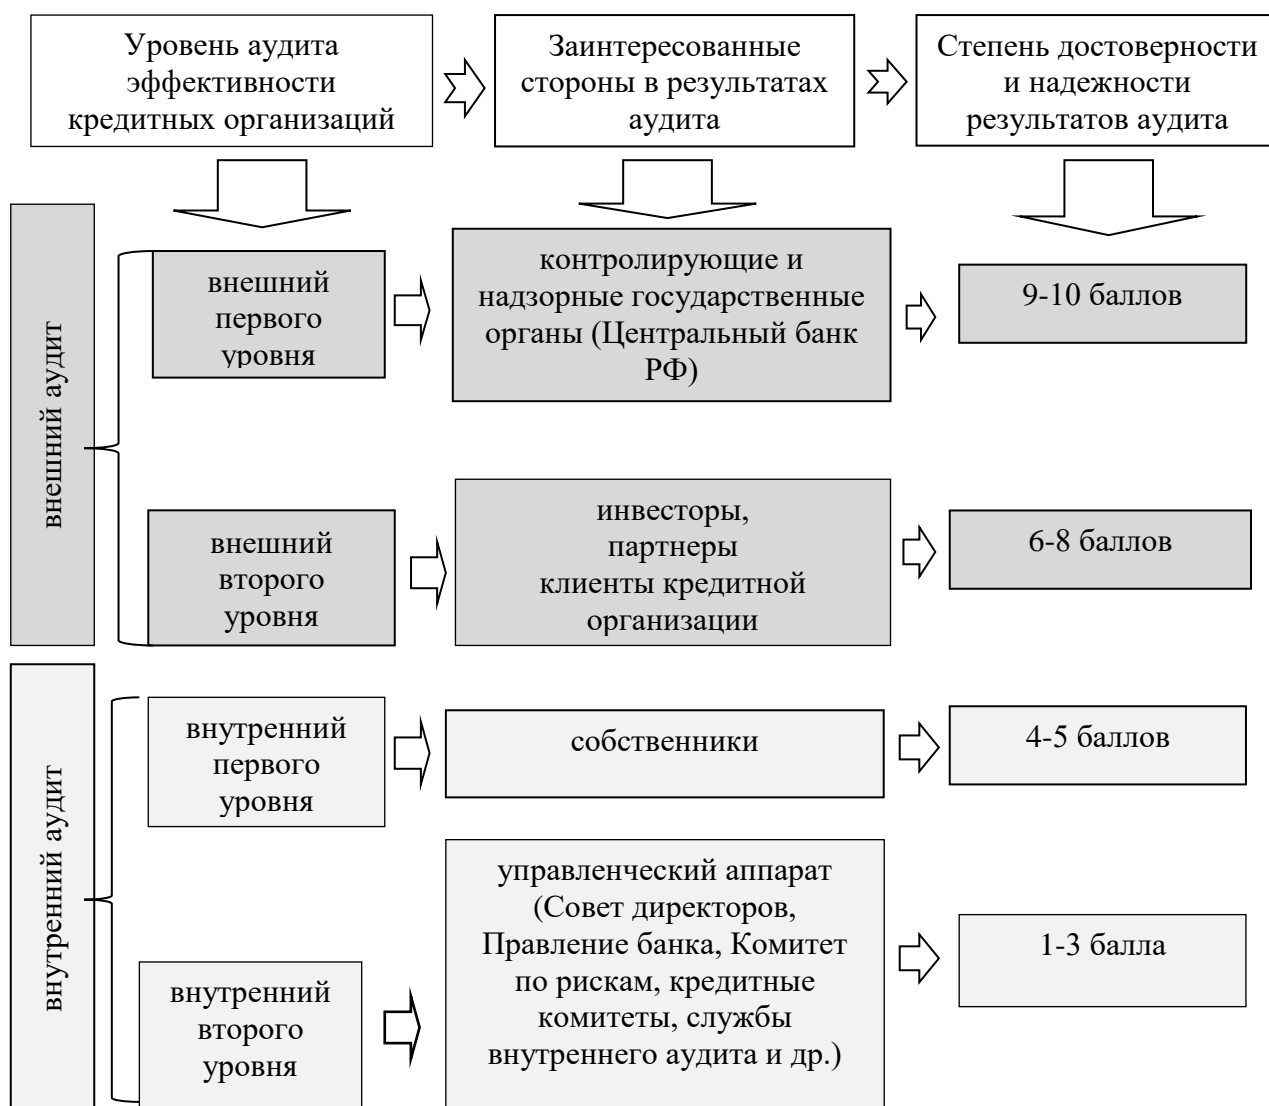 Уровень аудита
эффективности
кредитных организаций
Заинтересованные
стороны в результатах
аудита
Степень достоверности
и надежности
результатов аудита
внешний аудит
внешний
первого
уровня
контролирующие и
надзорные государственные
органы (Центральный банк
РФ)
9-10 баллов
внешний
второго
уровня
инвесторы,
партнеры
клиенты кредитной
организации
6-8 баллов
внутренний аудит
внутренний
первого
уровня
собственники
4-5 баллов
внутренний
второго
уровня
управленческий аппарат
(Совет директоров,
Правление банка, Комитет
по рискам, кредитные
комитеты, службы
внутреннего аудита и др.)
1-3 балла